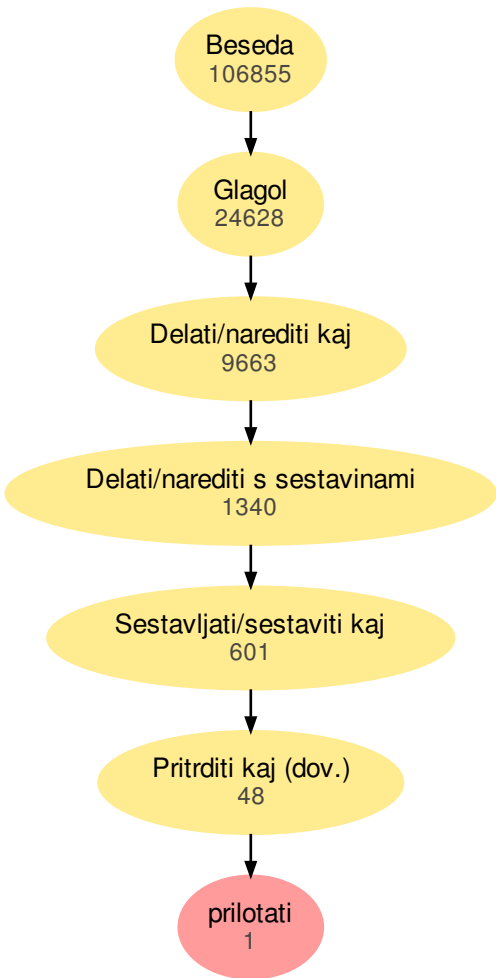 Beseda
106855
Glagol
24628
Delati/narediti kaj
9663
Delati/narediti s sestavinami
1340
Sestavljati/sestaviti kaj
601
Pritrditi kaj (dov.)
48
prilotati
1